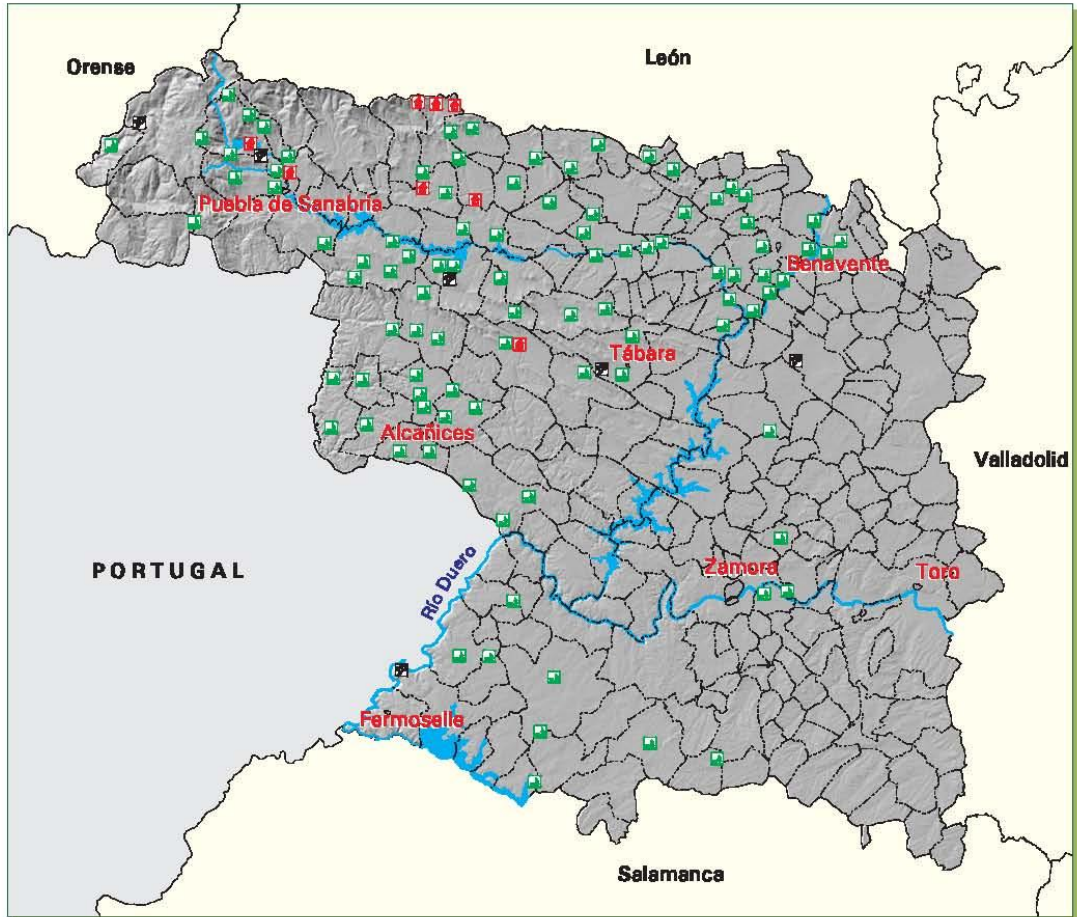 León
Orense
Puebla de Sanabria
Benavente
Tábara
Alcañices
Valladolid
PORTUGAL
Río Duero
Zamora
Toro
Fermoselle
Salamanca